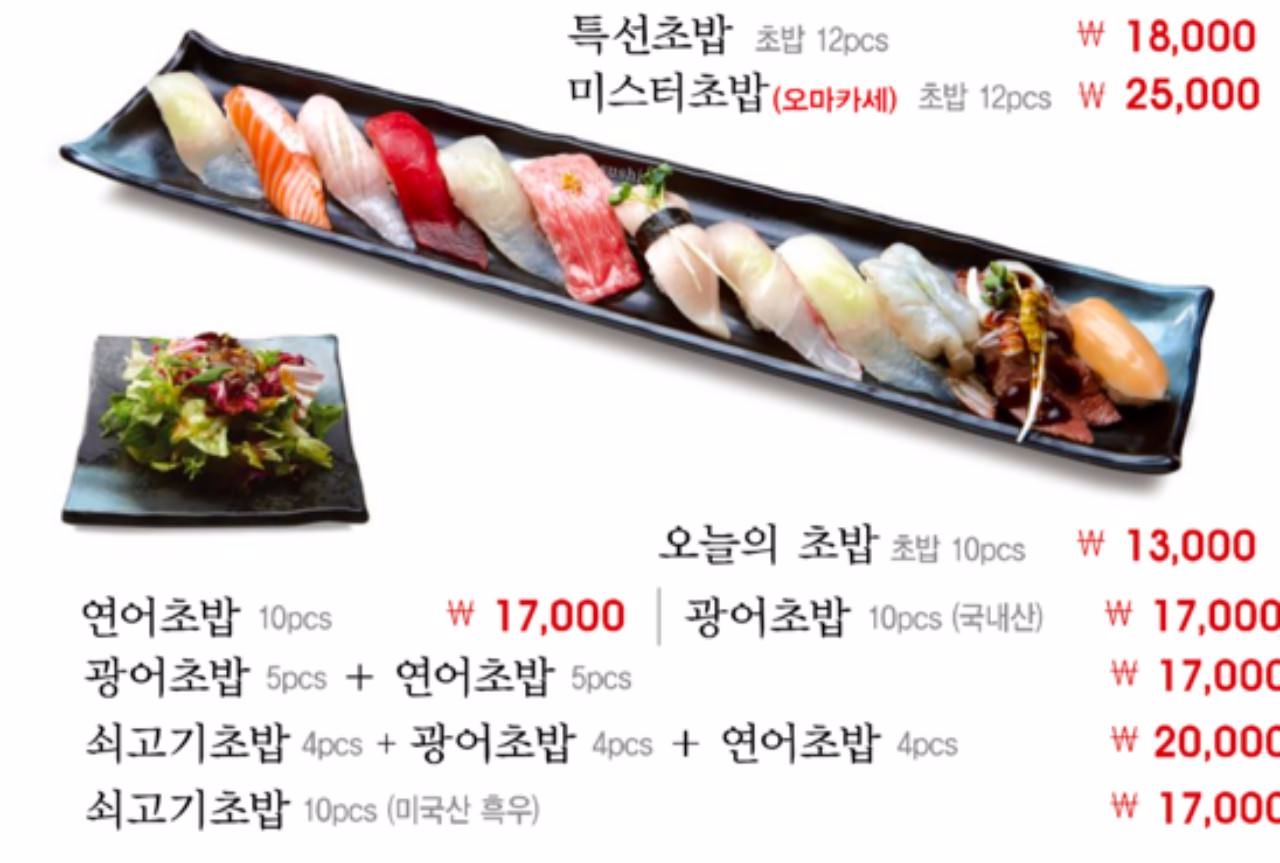 특선초밥 초밥 12pcs ₩ 18,000
미스터초밥(오마카세) 초밥 12pcs ₩ 25,000
오늘의 초밥 초밥 10pcs ₩ 13,000
연어초밥 10pcs ₩ 17,000 | 광어초밥 10pcs (국내산) ₩ 17,000
광어초밥 5pcs + 연어초밥 5pcs ₩ 17,000
쇠고기초밥 4pcs + 광어초밥 4pcs + 연어초밥 4pcs ₩ 20,000
쇠고기초밥 10pcs (미국산 흑우) ₩ 17,000